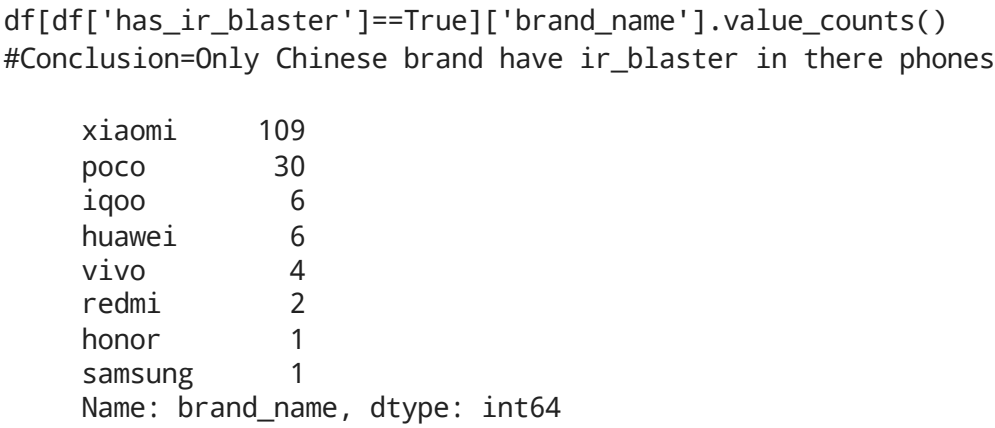 df[df['has_ir_blaster']==True]['brand_name'].value_counts()
#Conclusion=Only Chinese brand have ir_blaster in there phones
xiaomi 109
poco 30
iqoo 6
huawei 6
vivo 4
redmi 2
honor 1
samsung 1
Name: brand_name, dtype: int64